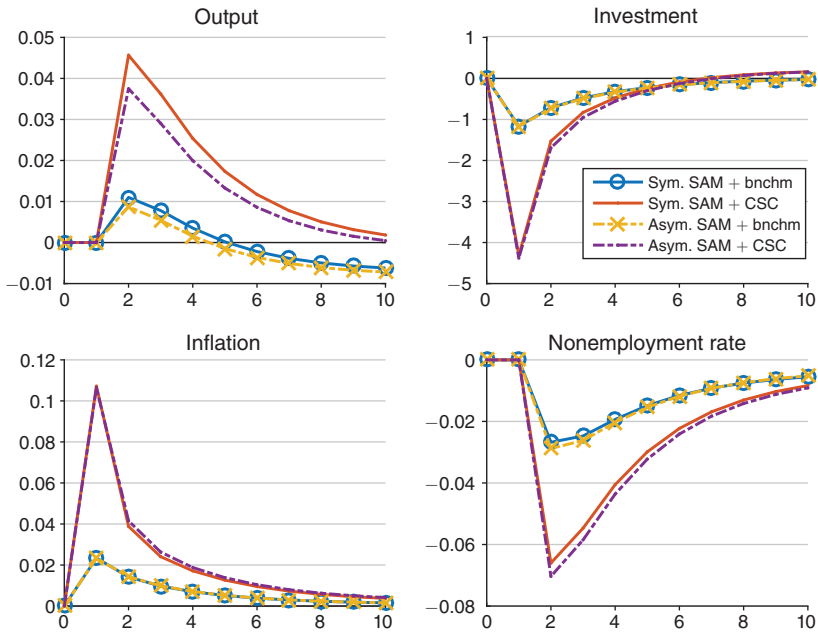 Output
0.05
0.04
0.03
0.02
0.01
0
−0.01
0 2 4 6 8 10
Investment
1
0
−1
−2
−3
−4
−5
0 2 4 6 8 10
Sym. SAM + bnchm
Sym. SAM + CSC
Asym. SAM + bnchm
Asym. SAM + CSC
Inflation
0.12
0.1
0.08
0.06
0.04
0.02
0
0 2 4 6 8 10
Nonemployment rate
0
−0.02
−0.04
−0.06
−0.08
0 2 4 6 8 10